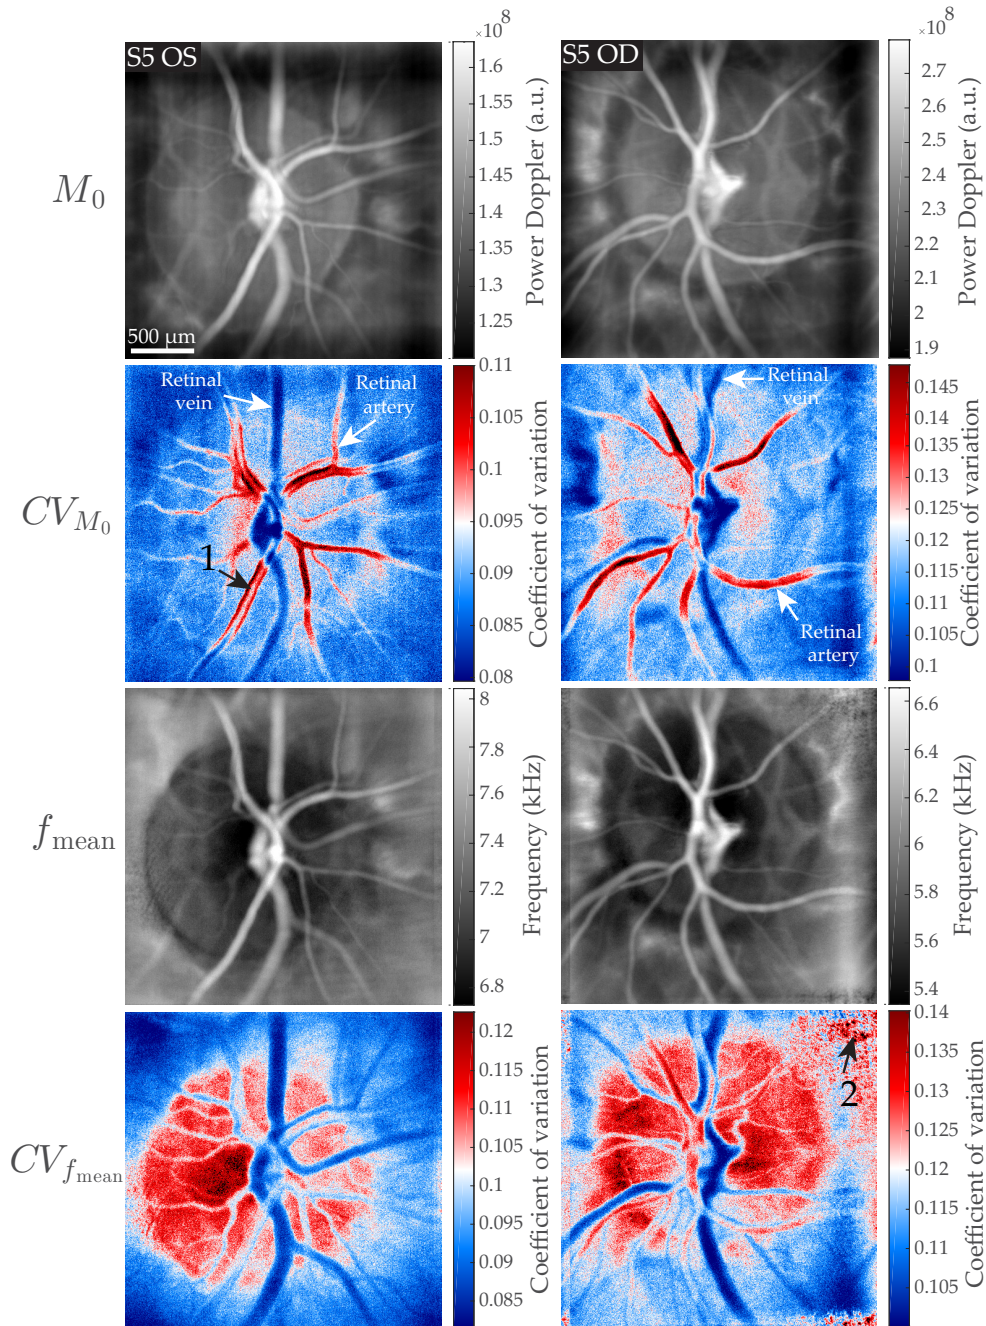 ×10^8
×10^8
S5 OS
S5 OD
M_0
1.6
1.55
1.5
1.45
1.4
1.35
1.3
1.25
Power Doppler (a.u.)
2.7
2.6
2.5
2.4
2.3
2.2
2.1
2
1.9
Power Doppler (a.u.)
500 µm
CV_{M_0}
Retinal
vein
Retinal
artery
1
0.11
0.105
0.1
0.095
0.09
0.085
0.08
Coefficient of variation
Retinal
vein
Retinal
artery
0.145
0.14
0.135
0.13
0.125
0.12
0.115
0.11
0.105
0.1
Coefficient of variation
f_{mean}
8
7.8
7.6
7.4
7.2
7
6.8
Frequency (kHz)
6.6
6.4
6.2
6
5.8
5.6
5.4
Frequency (kHz)
CV_{f_{mean}}
0.12
0.115
0.11
0.105
0.1
0.095
0.09
0.085
Coefficient of variation
2
0.14
0.135
0.13
0.125
0.12
0.115
0.11
0.105
Coefficient of variation